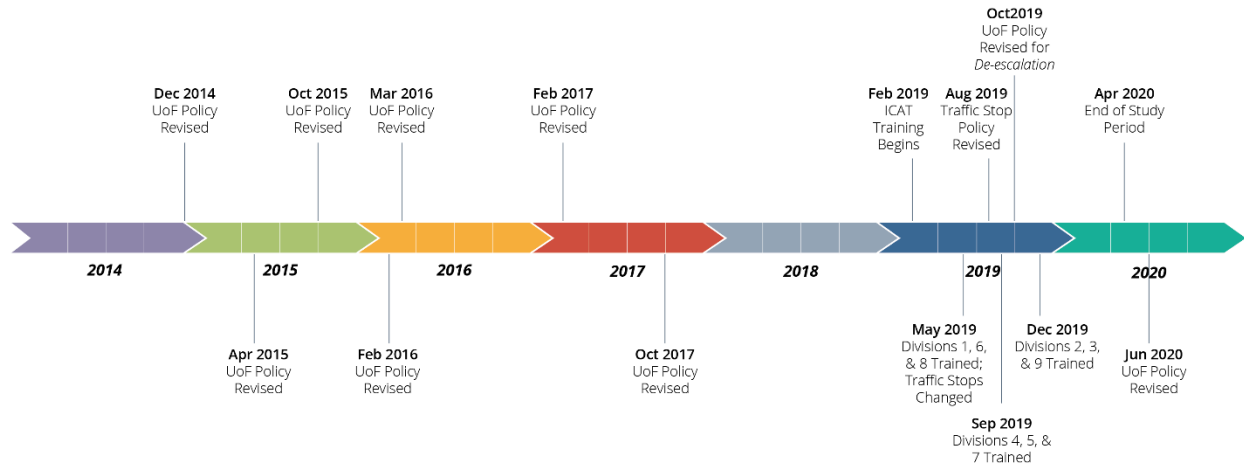 Oct2019
UoF Policy
Revised for
De-escalation
Dec 2014
UoF Policy
Revised
Oct 2015
UoF Policy
Revised
Mar 2016
UoF Policy
Revised
Feb 2017
UoF Policy
Revised
Feb 2019
ICAT
Training
Begins
Aug 2019
Traffic Stop
Policy
Revised
Apr 2020
End of Study
Period
2014
2015
2016
2017
2018
2019
2020
Apr 2015
UoF Policy
Revised
Feb 2016
UoF Policy
Revised
Oct 2017
UoF Policy
Revised
May 2019
Divisions 1, 6,
& 8 Trained;
Traffic Stops
Changed
Sep 2019
Divisions 4, 5, &
7 Trained
Dec 2019
Divisions 2, 3,
& 9 Trained
Jun 2020
UoF Policy
Revised